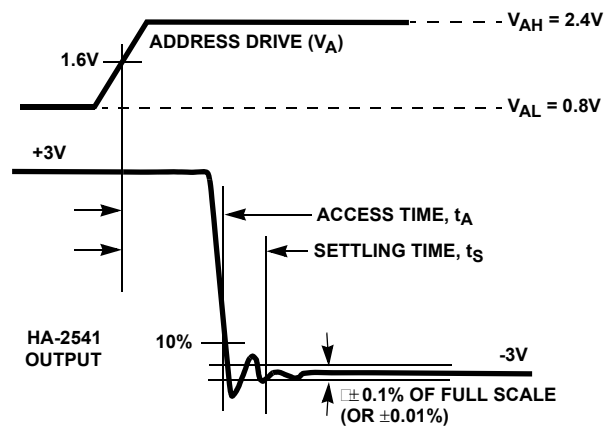 V_AH = 2.4V
ADDRESS DRIVE (V_A)
1.6V
V_AL = 0.8V
+3V
ACCESS TIME, t_A
SETTLING TIME, t_S
HA-2541
OUTPUT
10%
-3V
□± 0.1% OF FULL SCALE
(OR ±0.01%)